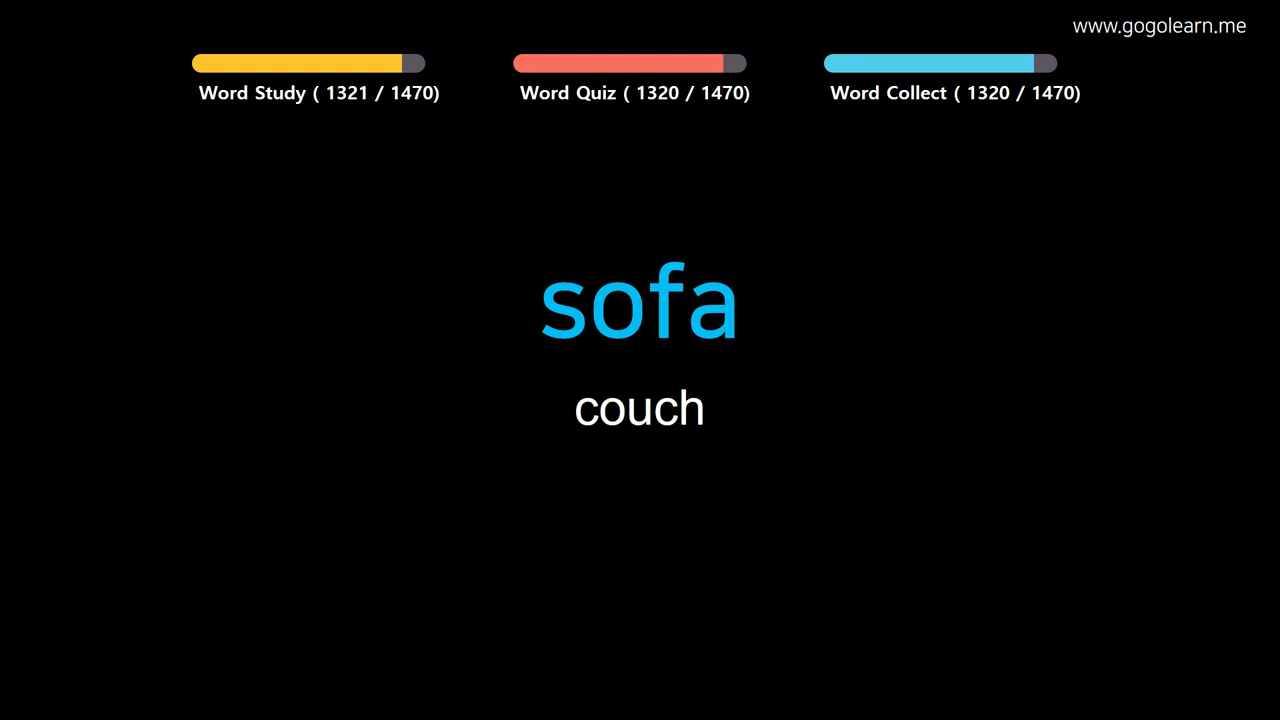 www.gogolearn.me
Word Study ( 1321 / 1470)
Word Quiz ( 1320 / 1470)
Word Collect ( 1320 / 1470)
sofa
couch